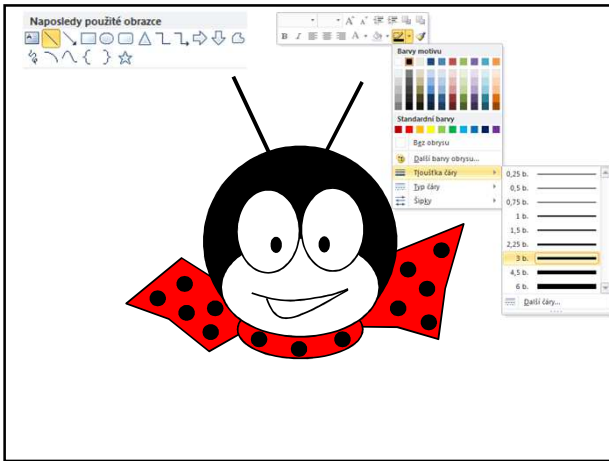 Naposledy použité obrazce
A A
B I A
Barvy motivu
Standardní barvy
Bez obrysu
Další barvy obrysu...
Tloušťka čáry
Typ čáry
Šipky
0,25 b.
0,5 b.
0,75 b.
1 b.
1,5 b.
2,25 b.
3 b.
4,5 b.
6 b.
Další čáry...